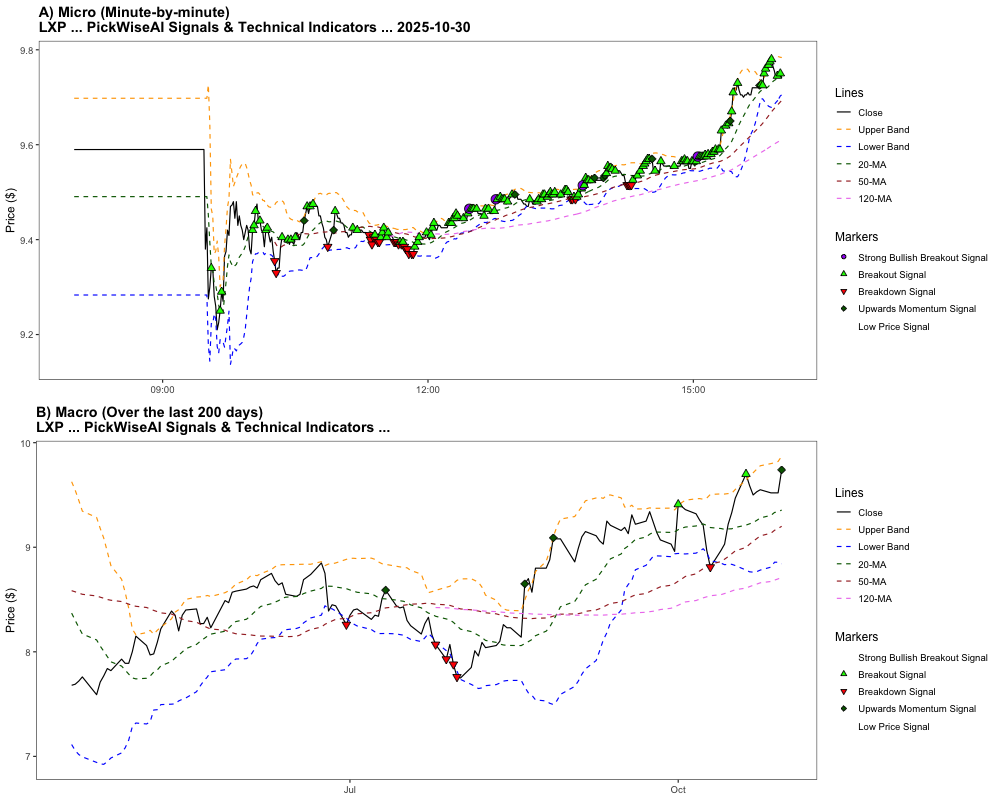 A) Micro (Minute-by-minute)
LXP ... PickWiseAI Signals & Technical Indicators ... 2025-10-30
9.8
9.6
9.4
9.2
Price ($)
09:00
12:00
15:00
Lines
Close
Upper Band
Lower Band
20-MA
50-MA
120-MA
Markers
Strong Bullish Breakout Signal
Breakout Signal
Breakdown Signal
Upwards Momentum Signal
Low Price Signal
B) Macro (Over the last 200 days)
LXP ... PickWiseAI Signals & Technical Indicators ...
10
9
8
7
Price ($)
Jul
Oct
Lines
Close
Upper Band
Lower Band
20-MA
50-MA
120-MA
Markers
Strong Bullish Breakout Signal
Breakout Signal
Breakdown Signal
Upwards Momentum Signal
Low Price Signal